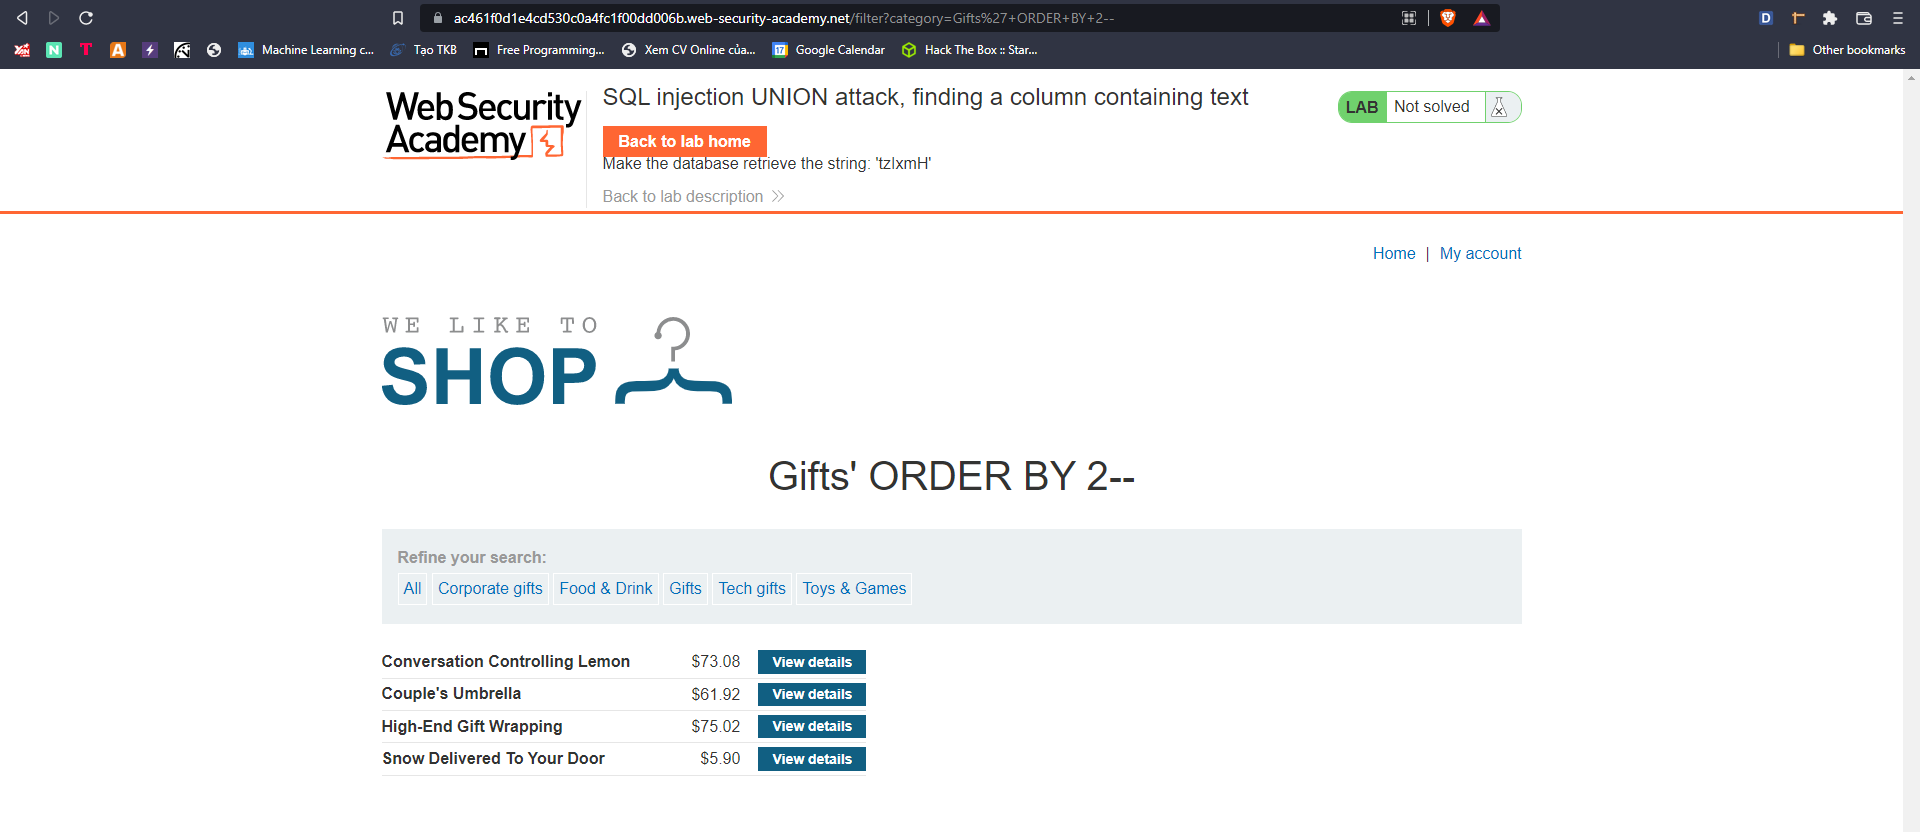 ac461f0d1e4cd530c0a4fc1f00dd006b.web-security-academy.net/filter?category=Gifts%27+ORDER+BY+2--
Machine Learning c... Tạo TKB Free Programming... Xem CV Online của... Google Calendar Hack The Box :: Star... Other bookmarks
Web Security
Academy
SQL injection UNION attack, finding a column containing text
LAB Not solved
Back to lab home
Make the database retrieve the string: 'tzIxmH'
Back to lab description
Home | My account
WE LIKE TO
SHOP
Gifts' ORDER BY 2--
Refine your search:
All Corporate gifts Food & Drink Gifts Tech gifts Toys & Games
Conversation Controlling Lemon $73.08 View details
Couple's Umbrella $61.92 View details
High-End Gift Wrapping $75.02 View details
Snow Delivered To Your Door $5.90 View details